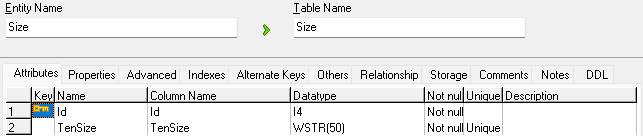 Entity Name Table Name
Size Size
Attributes Properties Advanced Indexes Alternate Keys Others Relationship Storage Comments Notes DDL
Key Name Column Name Datatype Not nul Unique Description
1 Id Id I4 Not null
2 TenSize TenSize WSTR(50) Not null Unique